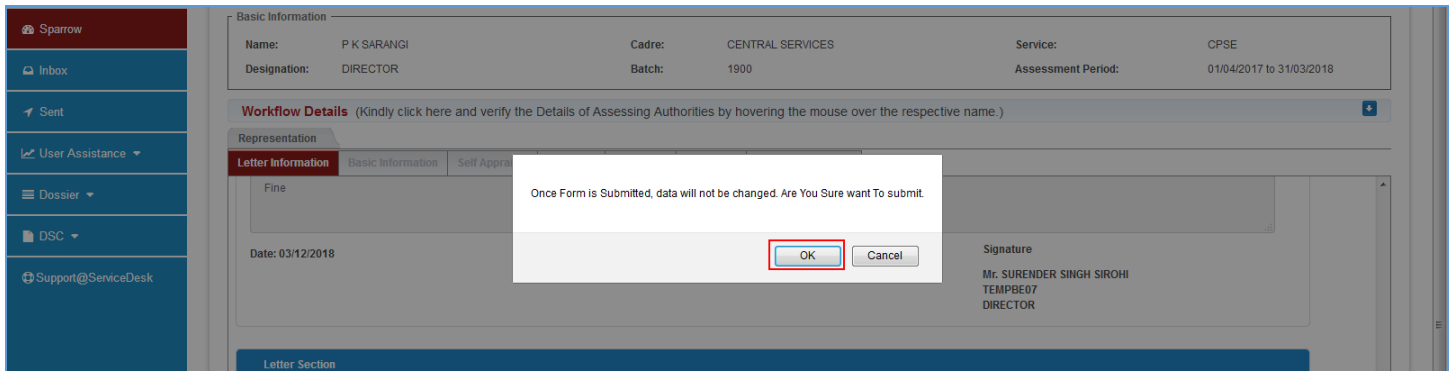 Sparrow
Inbox
Sent
User Assistance
Dossier
DSC
Support@ServiceDesk
Basic Information
Name: P K SARANGI Cadre: CENTRAL SERVICES Service: CPSE
Designation: DIRECTOR Batch: 1900 Assessment Period: 01/04/2017 to 31/03/2018
Workflow Details (Kindly click here and verify the Details of Assessing Authorities by hovering the mouse over the respective name.)
Representation
Letter Information Basic Information Self Apprai
Fine
Once Form is Submitted, data will not be changed. Are You Sure want To submit.
OK Cancel
Date: 03/12/2018
Signature
Mr. SURENDER SINGH SIROHI
TEMPBE07
DIRECTOR
Letter Section